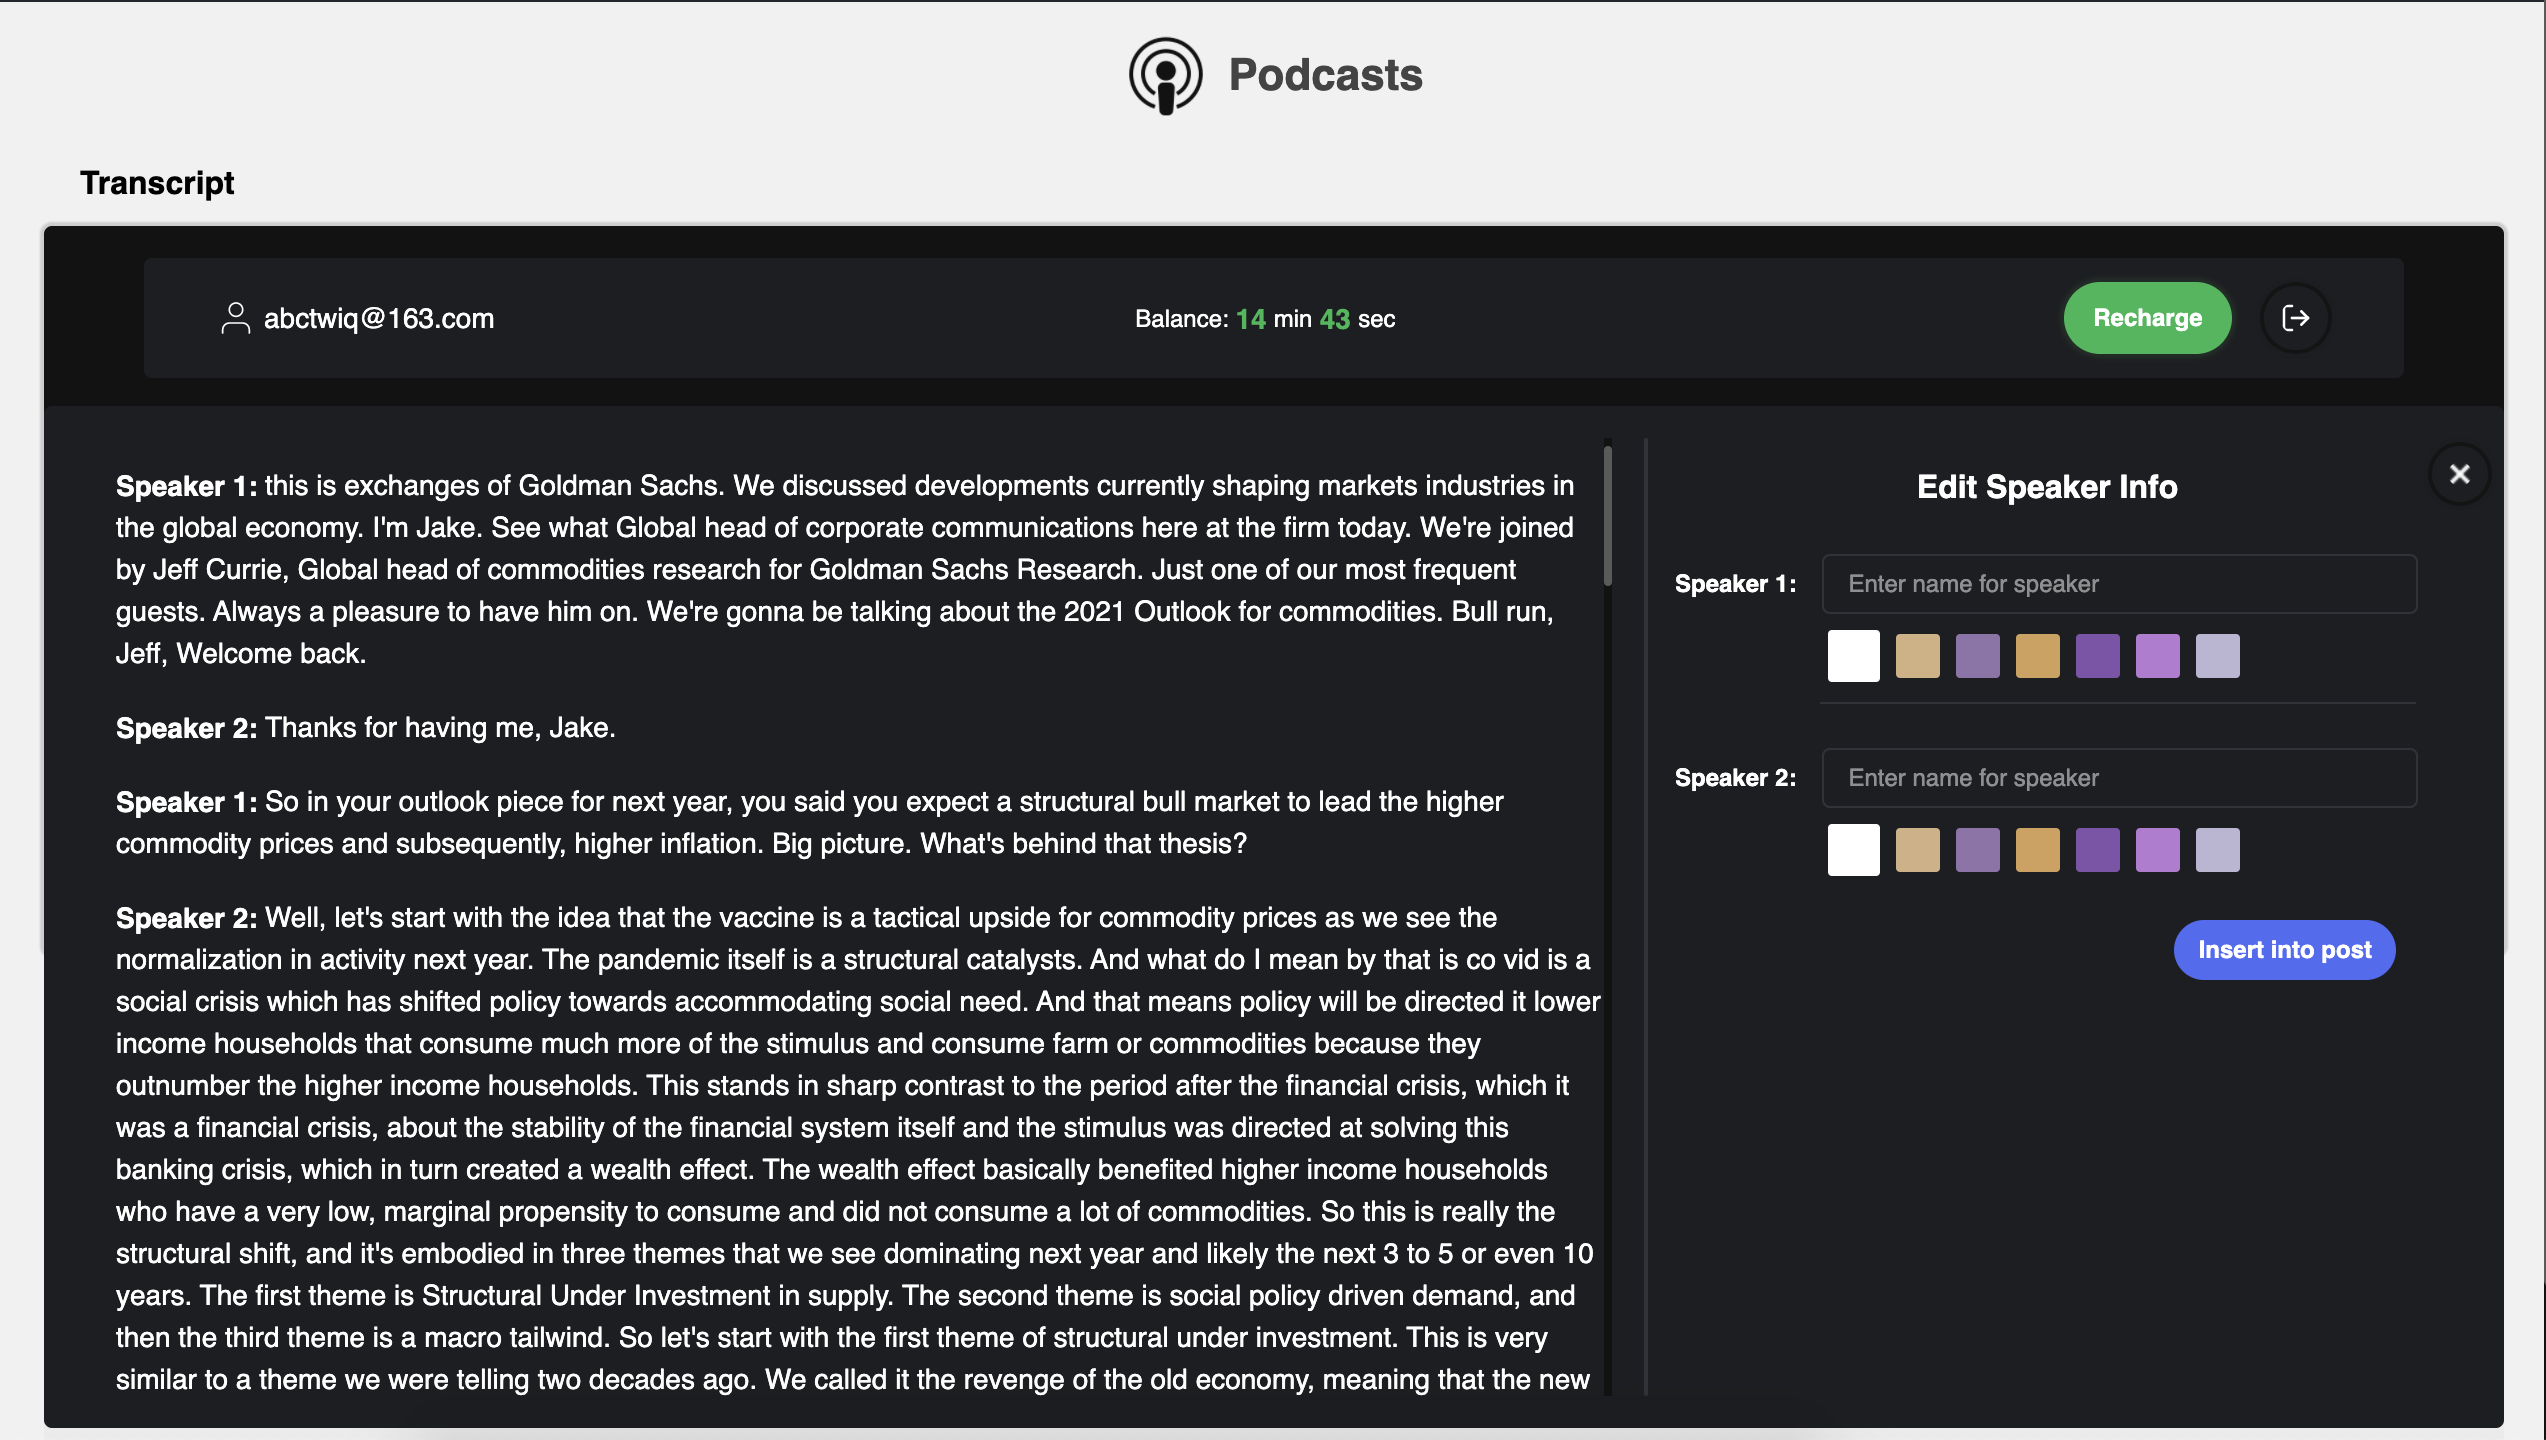 Podcasts
Transcript
abctwiq@163.com
Balance: 14 min 43 sec
Recharge
Speaker 1: this is exchanges of Goldman Sachs. We discussed developments currently shaping markets industries in
the global economy. I'm Jake. See what Global head of corporate communications here at the firm today. We're joined
by Jeff Currie, Global head of commodities research for Goldman Sachs Research. Just one of our most frequent
guests. Always a pleasure to have him on. We're gonna be talking about the 2021 Outlook for commodities. Bull run,
Jeff, Welcome back.
Speaker 2: Thanks for having me, Jake.
Speaker 1: So in your outlook piece for next year, you said you expect a structural bull market to lead the higher
commodity prices and subsequently, higher inflation. Big picture. What's behind that thesis?
Speaker 2: Well, let's start with the idea that the vaccine is a tactical upside for commodity prices as we see the
normalization in activity next year. The pandemic itself is a structural catalysts. And what do I mean by that is co vid is a
social crisis which has shifted policy towards accommodating social need. And that means policy will be directed it lower
income households that consume much more of the stimulus and consume farm or commodities because they
outnumber the higher income households. This stands in sharp contrast to the period after the financial crisis, which it
was a financial crisis, about the stability of the financial system itself and the stimulus was directed at solving this
banking crisis, which in turn created a wealth effect. The wealth effect basically benefited higher income households
who have a very low, marginal propensity to consume and did not consume a lot of commodities. So this is really the
structural shift, and it's embodied in three themes that we see dominating next year and likely the next 3 to 5 or even 10
years. The first theme is Structural Under Investment in supply. The second theme is social policy driven demand, and
then the third theme is a macro tailwind. So let's start with the first theme of structural under investment. This is very
similar to a theme we were telling two decades ago. We called it the revenge of the old economy, meaning that the new
Edit Speaker Info
Speaker 1: Enter name for speaker
Speaker 2: Enter name for speaker
Insert into post